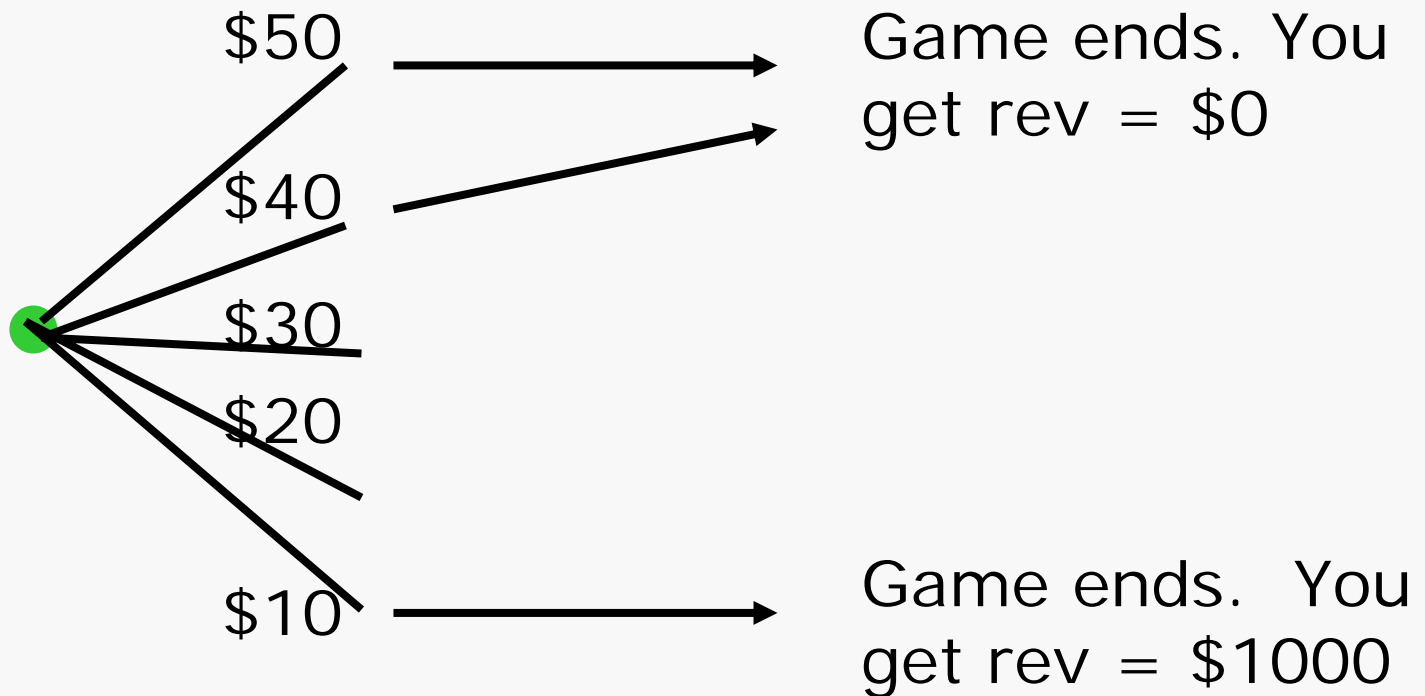 $50
Game ends. You
get rev = $0
$40
$30
$20
$10
Game ends. You
get rev = $1000